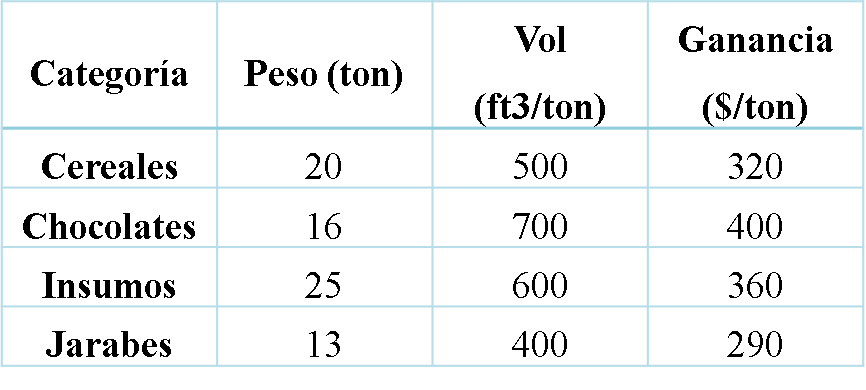 Categoría Peso (ton) Vol (ft3/ton) Ganancia ($/ton)
Cereales 20 500 320
Chocolates 16 700 400
Insumos 25 600 360
Jarabes 13 400 290